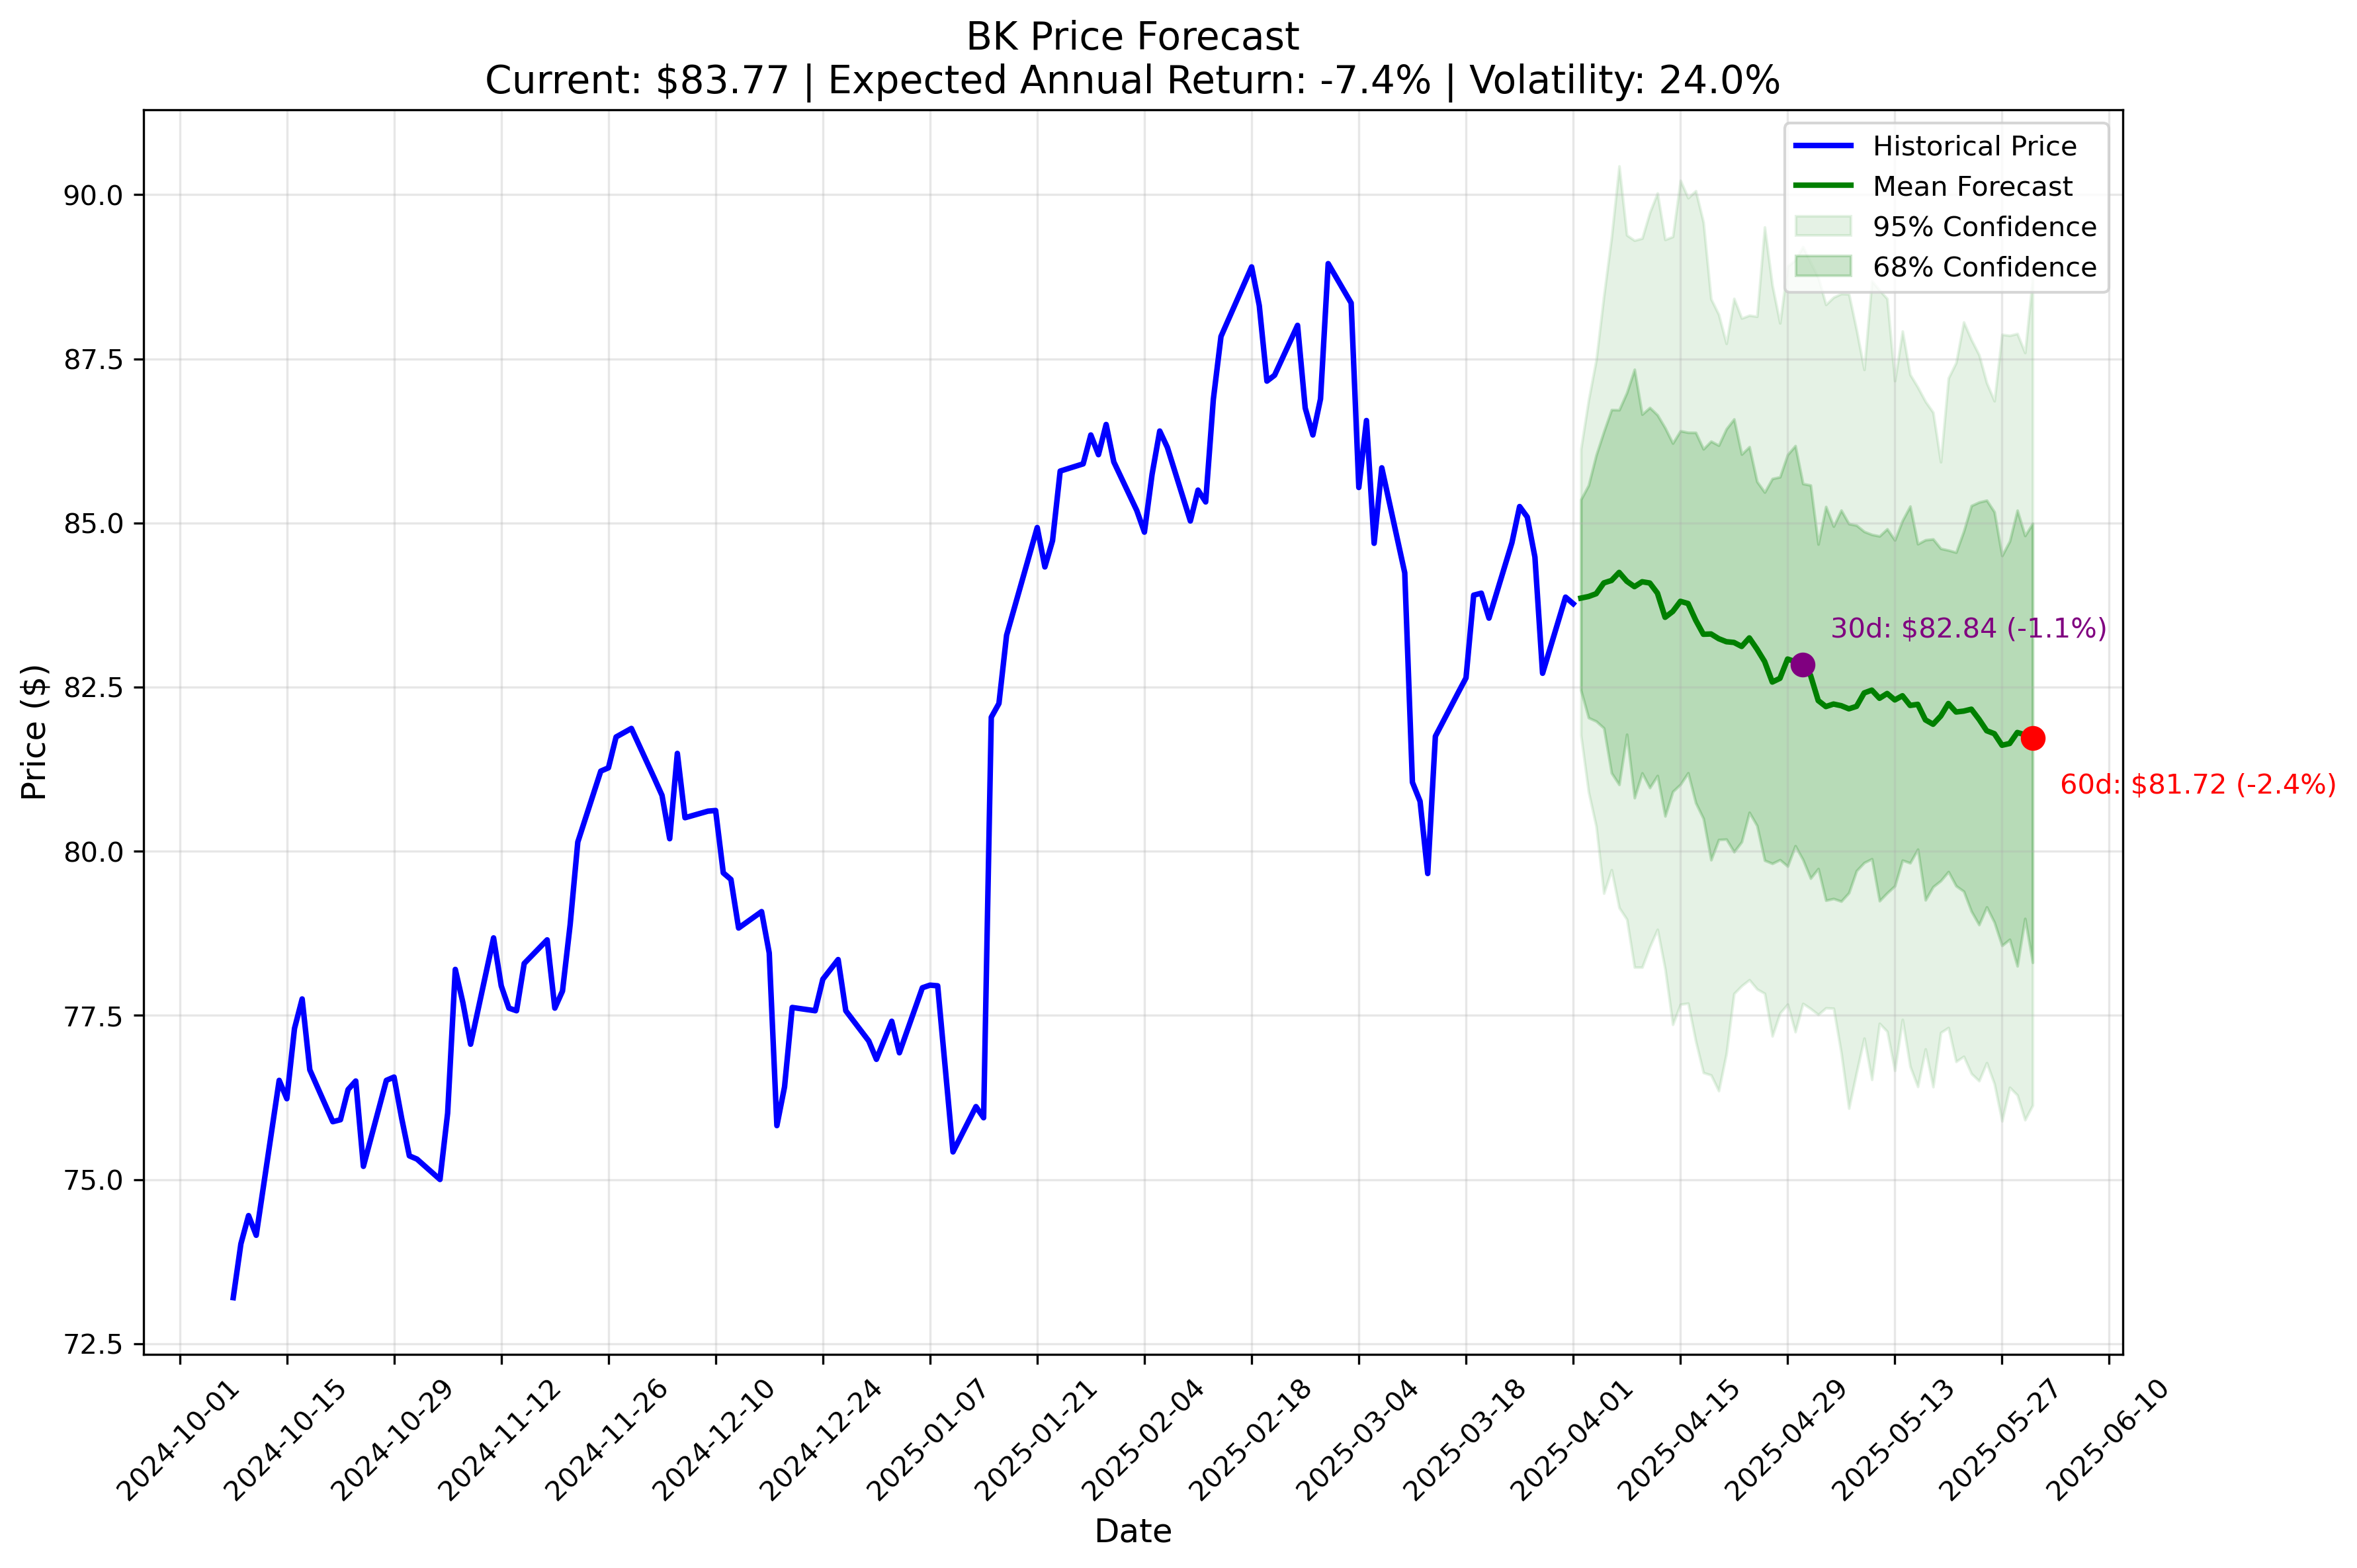 BK Price Forecast
Current: $83.77 | Expected Annual Return: -7.4% | Volatility: 24.0%
Historical Price
Mean Forecast
95% Confidence
68% Confidence
90.0
87.5
85.0
82.5
80.0
77.5
75.0
72.5
Price ($)
30d: $82.84 (-1.1%)
60d: $81.72 (-2.4%)
2024-10-01
2024-10-15
2024-10-29
2024-11-12
2024-11-26
2024-12-10
2024-12-24
2025-01-07
2025-01-21
2025-02-04
2025-02-18
2025-03-04
2025-03-18
2025-04-01
2025-04-15
2025-04-29
2025-05-13
2025-05-27
2025-06-10
Date